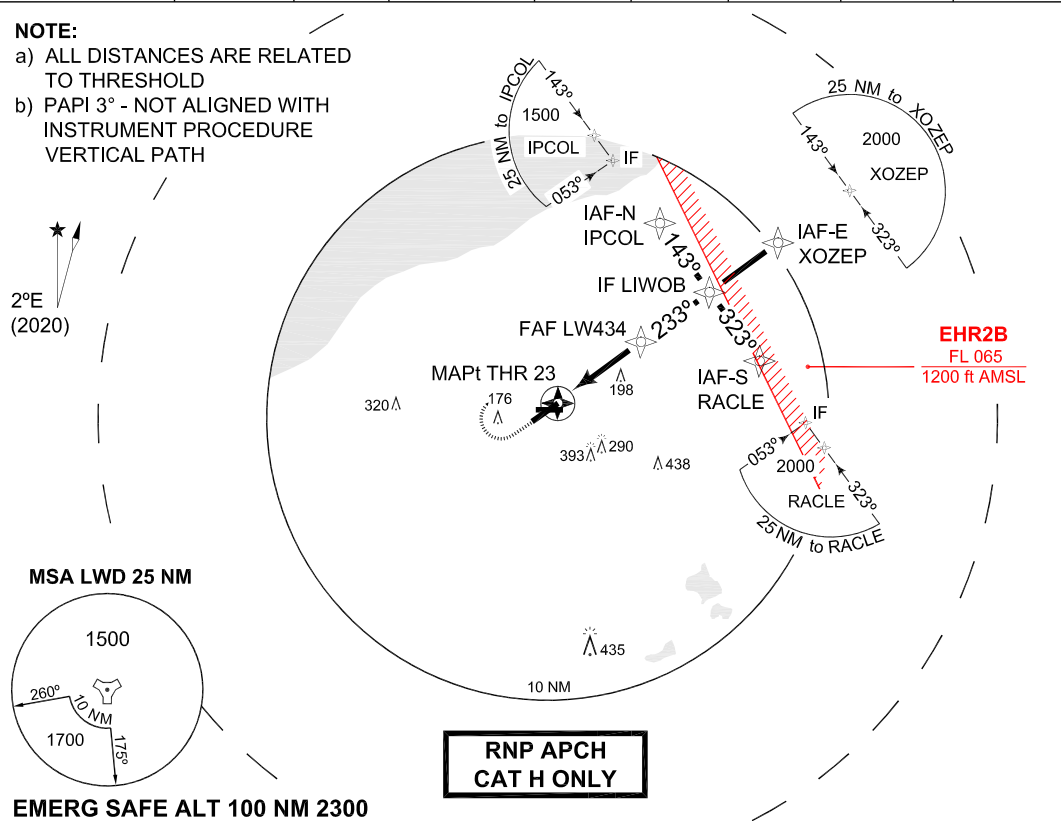 NOTE:
a) ALL DISTANCES ARE RELATED
TO THRESHOLD
b) PAPI 3° - NOT ALIGNED WITH
INSTRUMENT PROCEDURE
VERTICAL PATH
25 NM to IPCOL
143°
1500
IPCOL
IF
053°
25 NM to XOZEP
143°
2000
XOZEP
323°
2ºE
(2020)
IAF-N
IPCOL
143°
IAF-E
XOZEP
IF LIWOB
233°
323°
FAF LW434
IAF-S
RACLE
MAPt THR 23
EHR2B
FL 065
1200 ft AMSL
320
176
198
393
290
438
435
IF
053°
2000
RACLE
323°
25 NM to RACLE
10 NM
MSA LWD 25 NM
1500
260º
10 NM
1700
175º
RNP APCH
CAT H ONLY
EMERG SAFE ALT 100 NM 2300